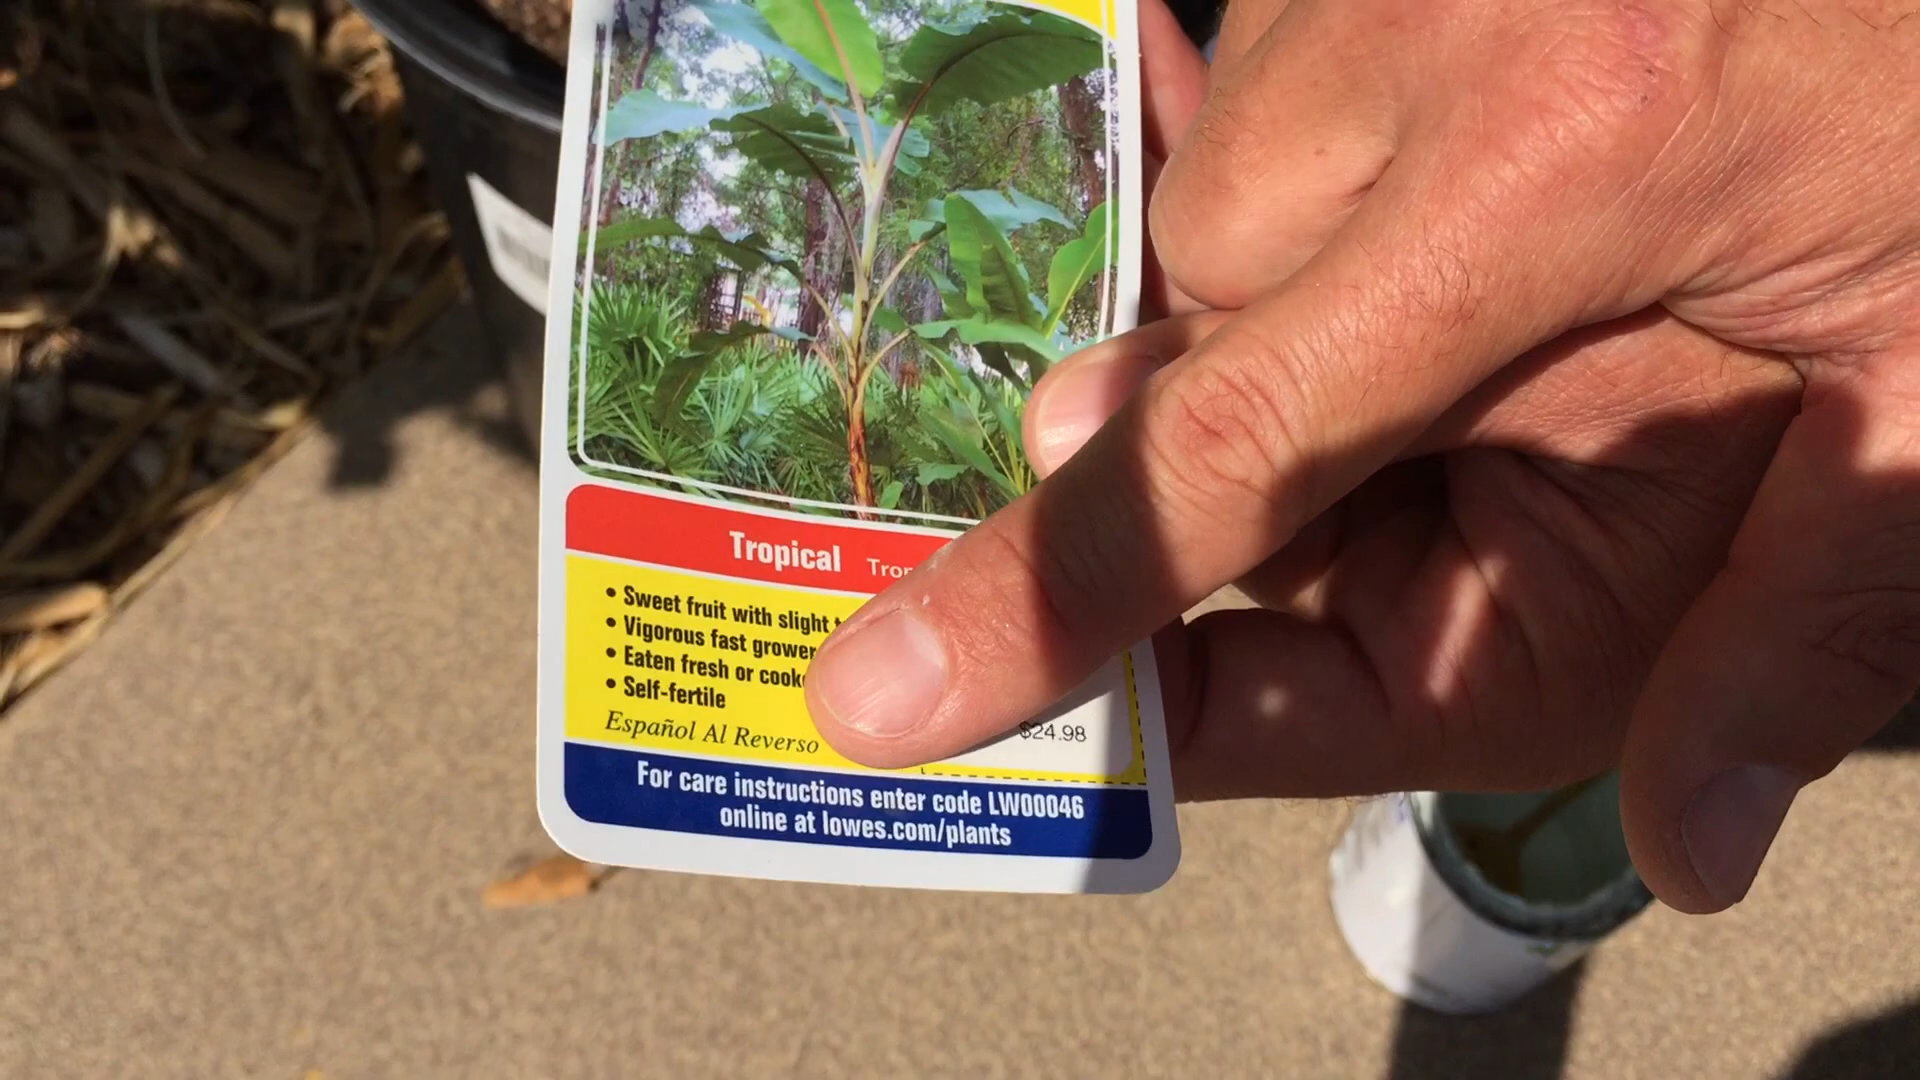 Tropical
• Sweet fruit with slight
• Vigorous fast grower
• Eaten fresh or
• Self-fertile
Español Al Reverso
$24.98
For care instructions enter code LW00046
online at lowes.com/plants